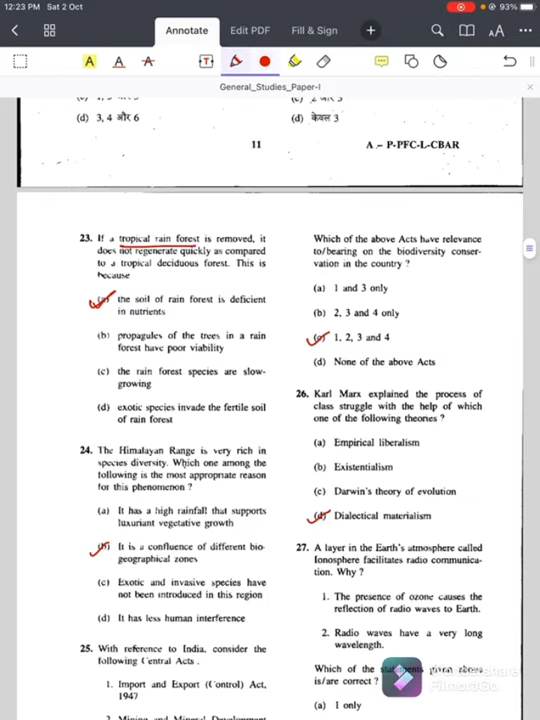 12:23 PM Sat 2 Oct
93%
Annotate
Edit PDF
Fill & Sign
AA
A
A
A
T
General_Studies_Paper-I
(d) 3, 4 और 6
(c) 2 और 3
(d) केवल 3
11
A – P-PFC-L-CBAR
23. If a tropical rain forest is removed, it
does not regenerate quickly as compared
to a tropical deciduous forest. This is
because
(a) the soil of rain forest is deficient
in nutrients
(b) propagules of the trees in a rain
forest have poor viability
(c) the rain forest species are slow-
growing
(d) exotic species invade the fertile soil
of rain forest
24. The Himalayan Range is very rich in
species diversity. Which one among the
following is the most appropriate reason
for this phenomenon ?
(a) It has a high rainfall that supports
luxuriant vegetative growth
(b) It is a confluence of different bio-
geographical zones
(c) Exotic and invasive species have
not been introduced in this region
(d) It has less human interference
25. With reference to India, consider the
following Central Acts .
1. Import and Export (Control) Act,
1947
2. Mining and Mineral Development
Which of the above Acts have relevance
to/bearing on the biodiversity conser-
vation in the country ?
(a) 1 and 3 only
(b) 2, 3 and 4 only
(c) 1, 2, 3 and 4
(d) None of the above Acts
26. Karl Marx explained the process of
class struggle with the help of which
one of the following theories ?
(a) Empirical liberalism
(b) Existentialism
(c) Darwin's theory of evolution
(d) Dialectical materialism
27. A layer in the Earth's atmosphere called
Ionosphere facilitates radio communica-
tion. Why ?
1. The presence of ozone causes the
reflection of radio waves to Earth.
2. Radio waves have a very long
wavelength.
Which of the statements given above
is/are correct ?
(a) 1 only